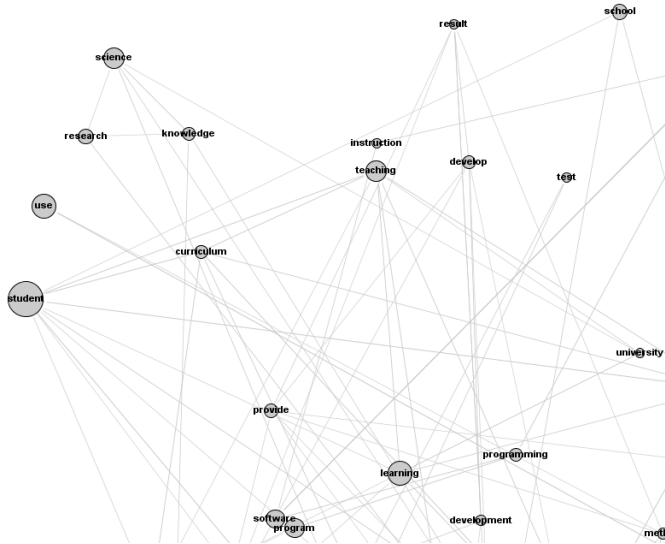 school
result
science
research
knowledge
instruction
teaching
develop
test
use
curriculum
student
university
provide
programming
learning
software
program
development